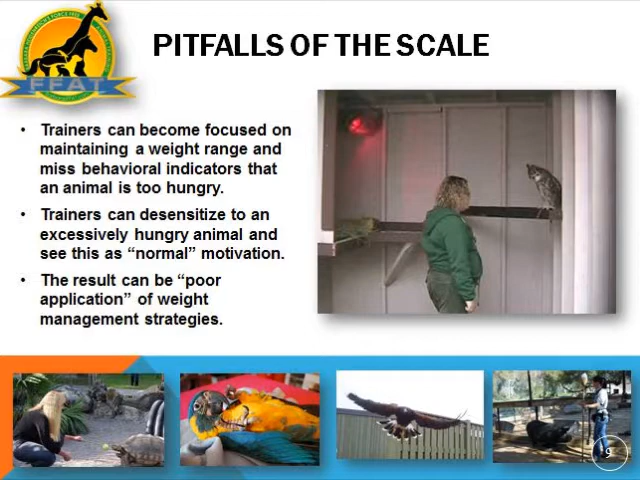 PITFALLS OF THE SCALE
FFAT
• Trainers can become focused on
maintaining a weight range and
miss behavioral indicators that
an animal is too hungry.
• Trainers can desensitize to an
excessively hungry animal and
see this as “normal” motivation.
• The result can be “poor
application” of weight
management strategies.
9